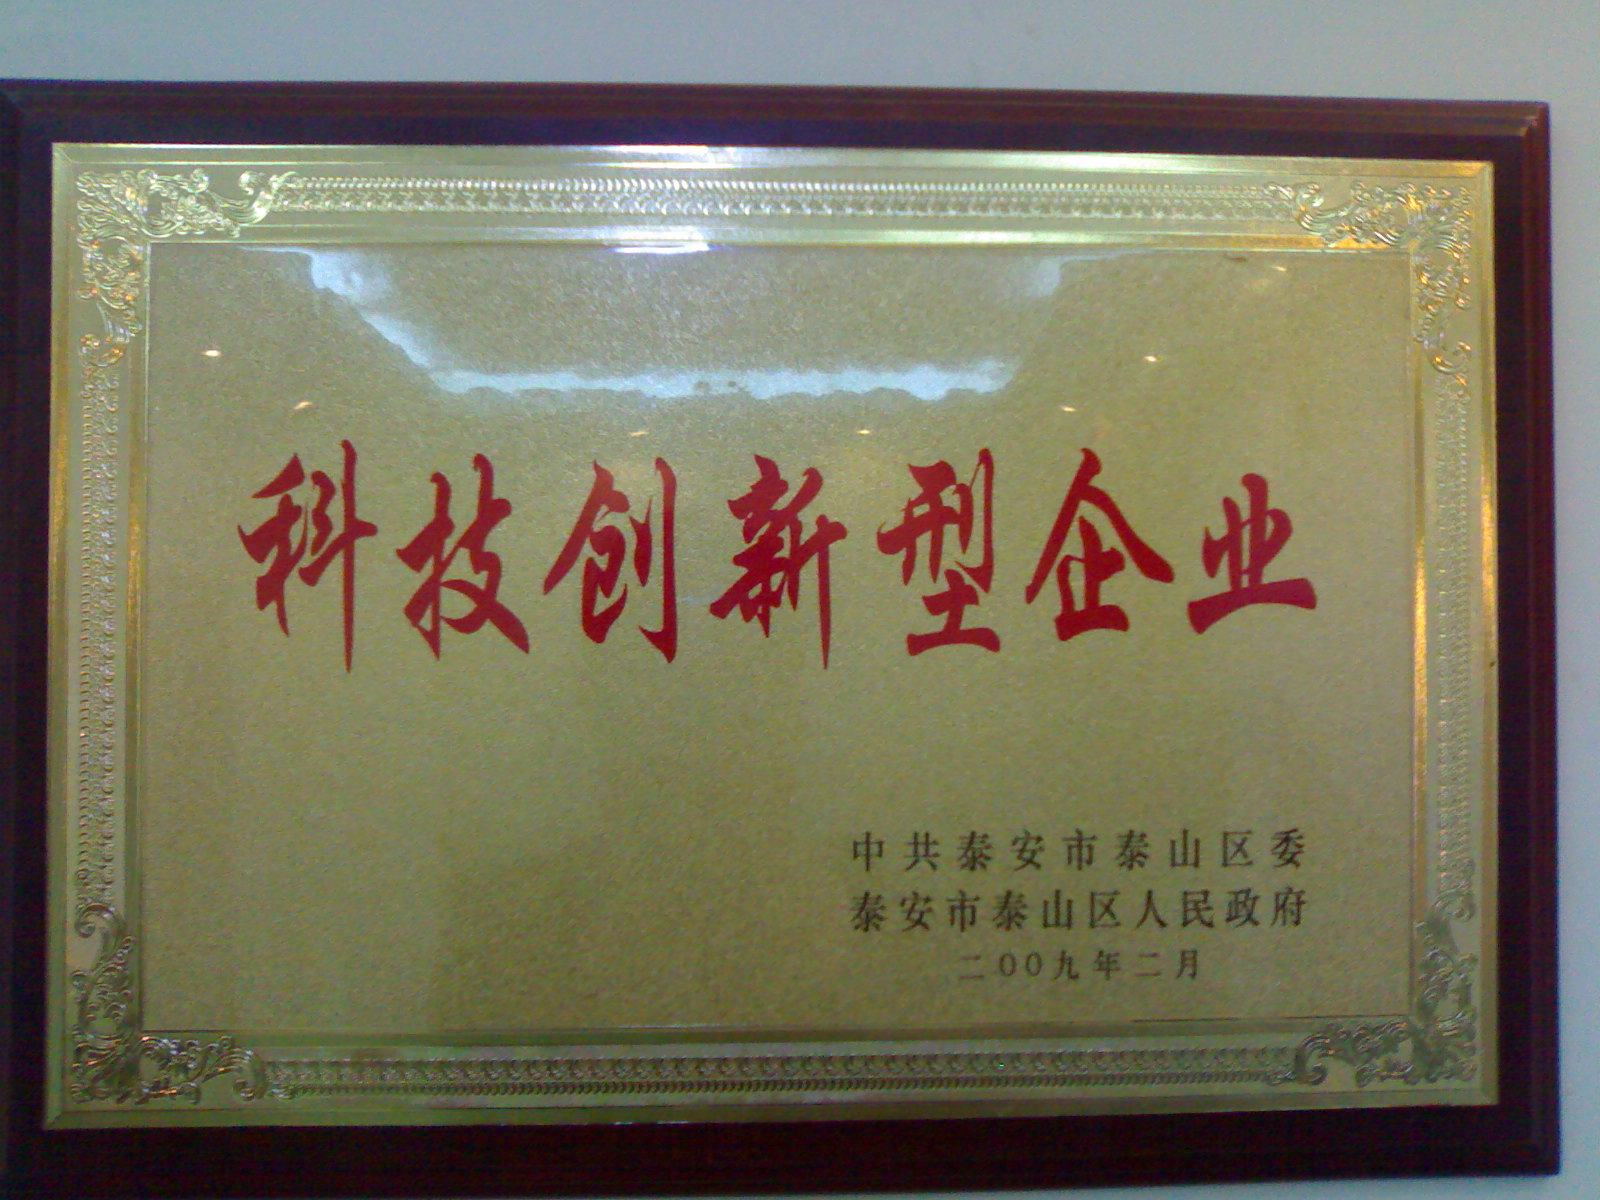 科技创新型企业
中共泰安市泰山区委
泰安市泰山区人民政府
二00九年二月